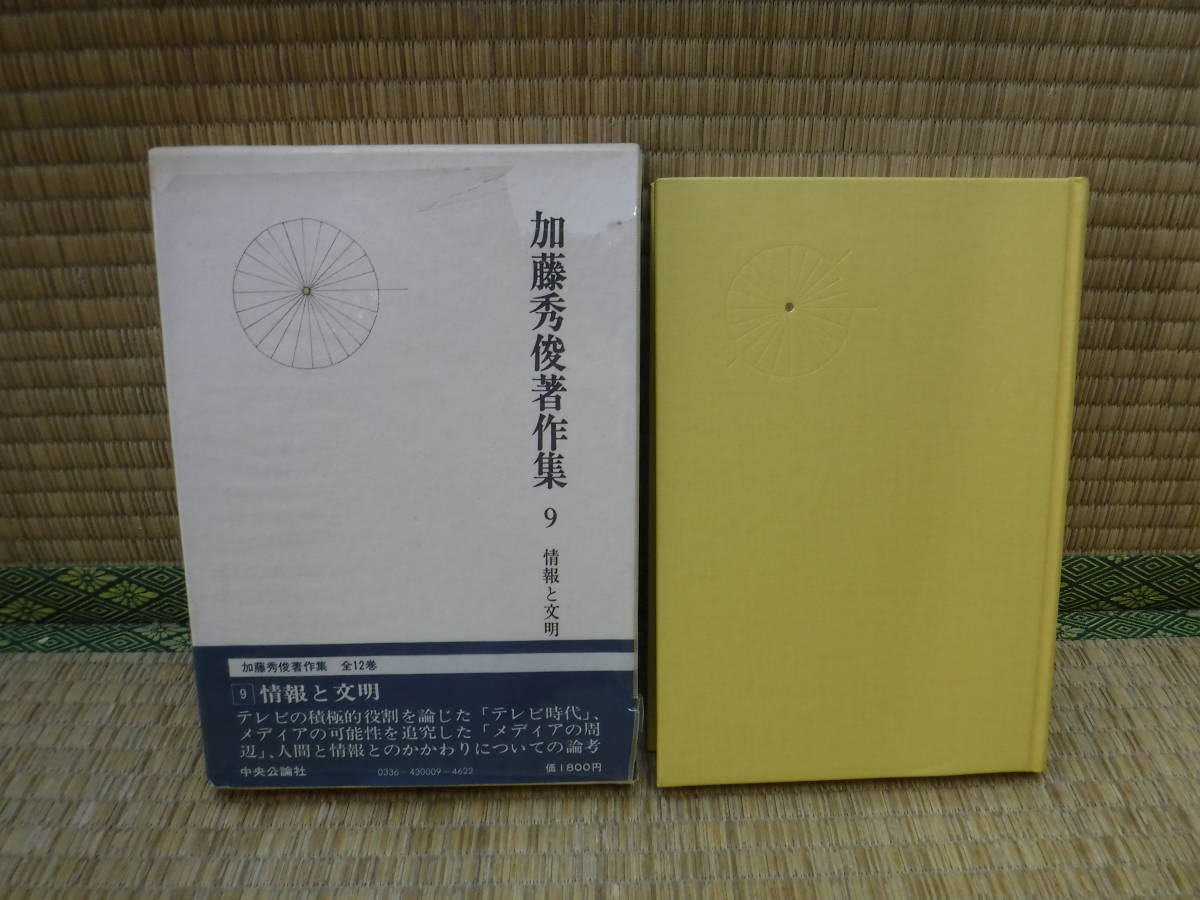 加藤秀俊著作集 9 情報と文明
加藤秀俊著作集 全12巻
9 情報と文明
テレビの積極的役割を論じた「テレビ時代」、
メディアの可能性を追究した「メディアの周
辺」、人間と情報とのかかわりについての論考
中央公論社 0336-430009-4622 価1800円